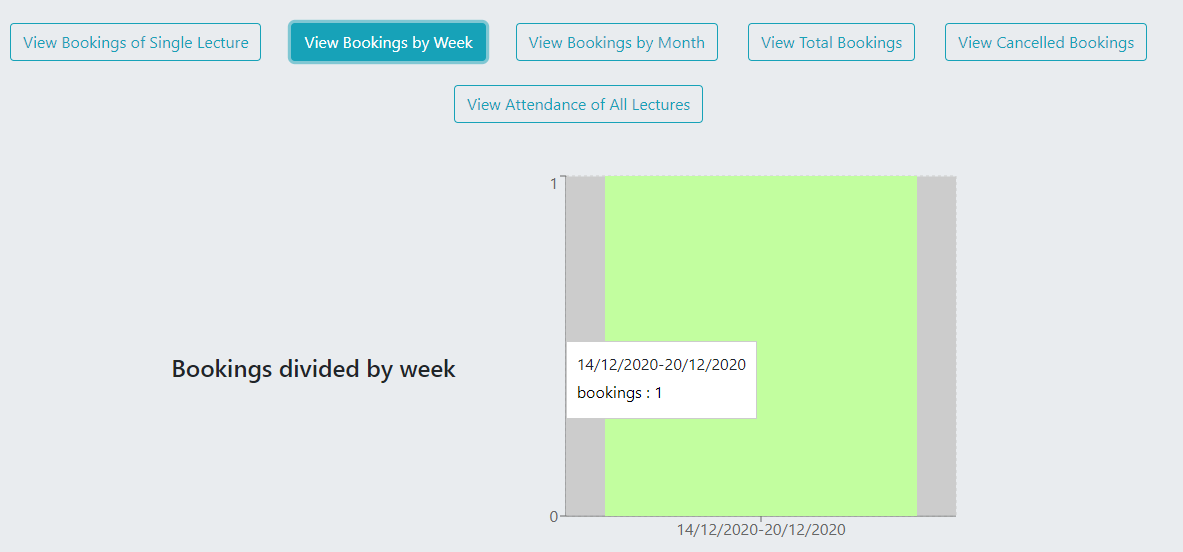 View Bookings of Single Lecture
View Bookings by Week
View Bookings by Month
View Total Bookings
View Cancelled Bookings
View Attendance of All Lectures
Bookings divided by week
1
14/12/2020-20/12/2020
bookings : 1
0
14/12/2020-20/12/2020